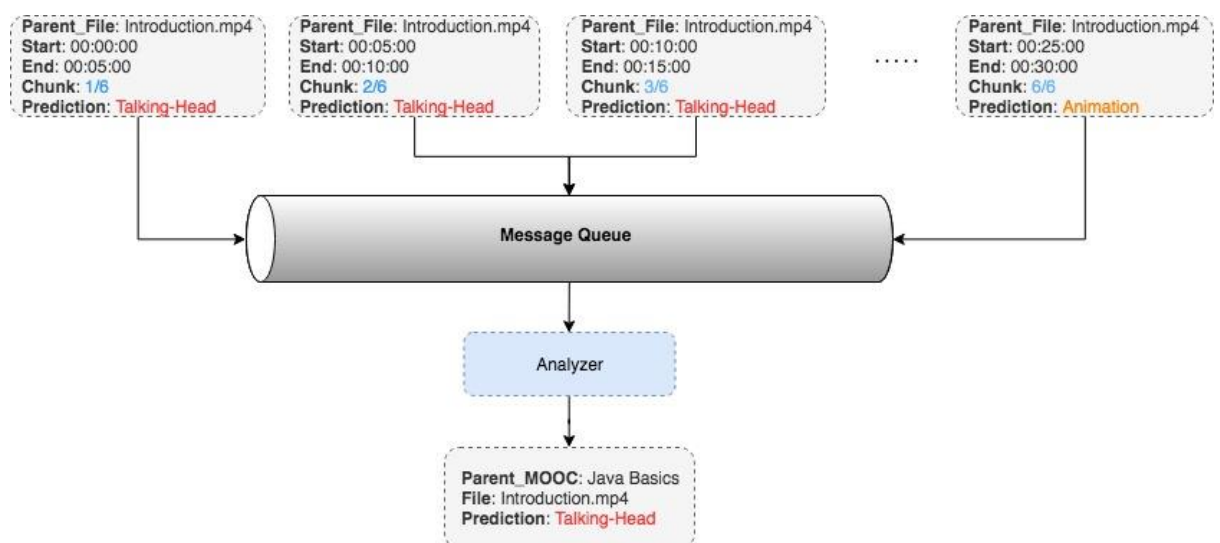 Parent_File: Introduction.mp4
Start: 00:00:00
End: 00:05:00
Chunk: 1/6
Prediction: Talking-Head
Parent_File: Introduction.mp4
Start: 00:05:00
End: 00:10:00
Chunk: 2/6
Prediction: Talking-Head
Parent_File: Introduction.mp4
Start: 00:10:00
End: 00:15:00
Chunk: 3/6
Prediction: Talking-Head
.....
Parent_File: Introduction.mp4
Start: 00:25:00
End: 00:30:00
Chunk: 6/6
Prediction: Animation
Message Queue
Analyzer
Parent_MOOC: Java Basics
File: Introduction.mp4
Prediction: Talking-Head